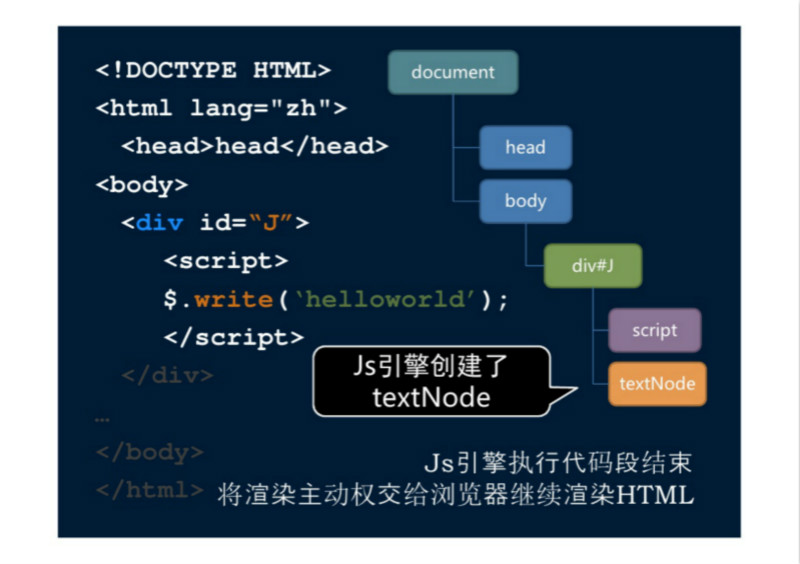 <!DOCTYPE HTML>
<html lang="zh">
<head>head</head>
<body>
<div id=“J”>
<script>
$.write(‘helloworld’);
</script>
</div>
…
</body>
</html>
document
head
body
div#J
script
textNode
Js引擎创建了
textNode
Js引擎执行代码段结束
将渲染主动权交给浏览器继续渲染HTML